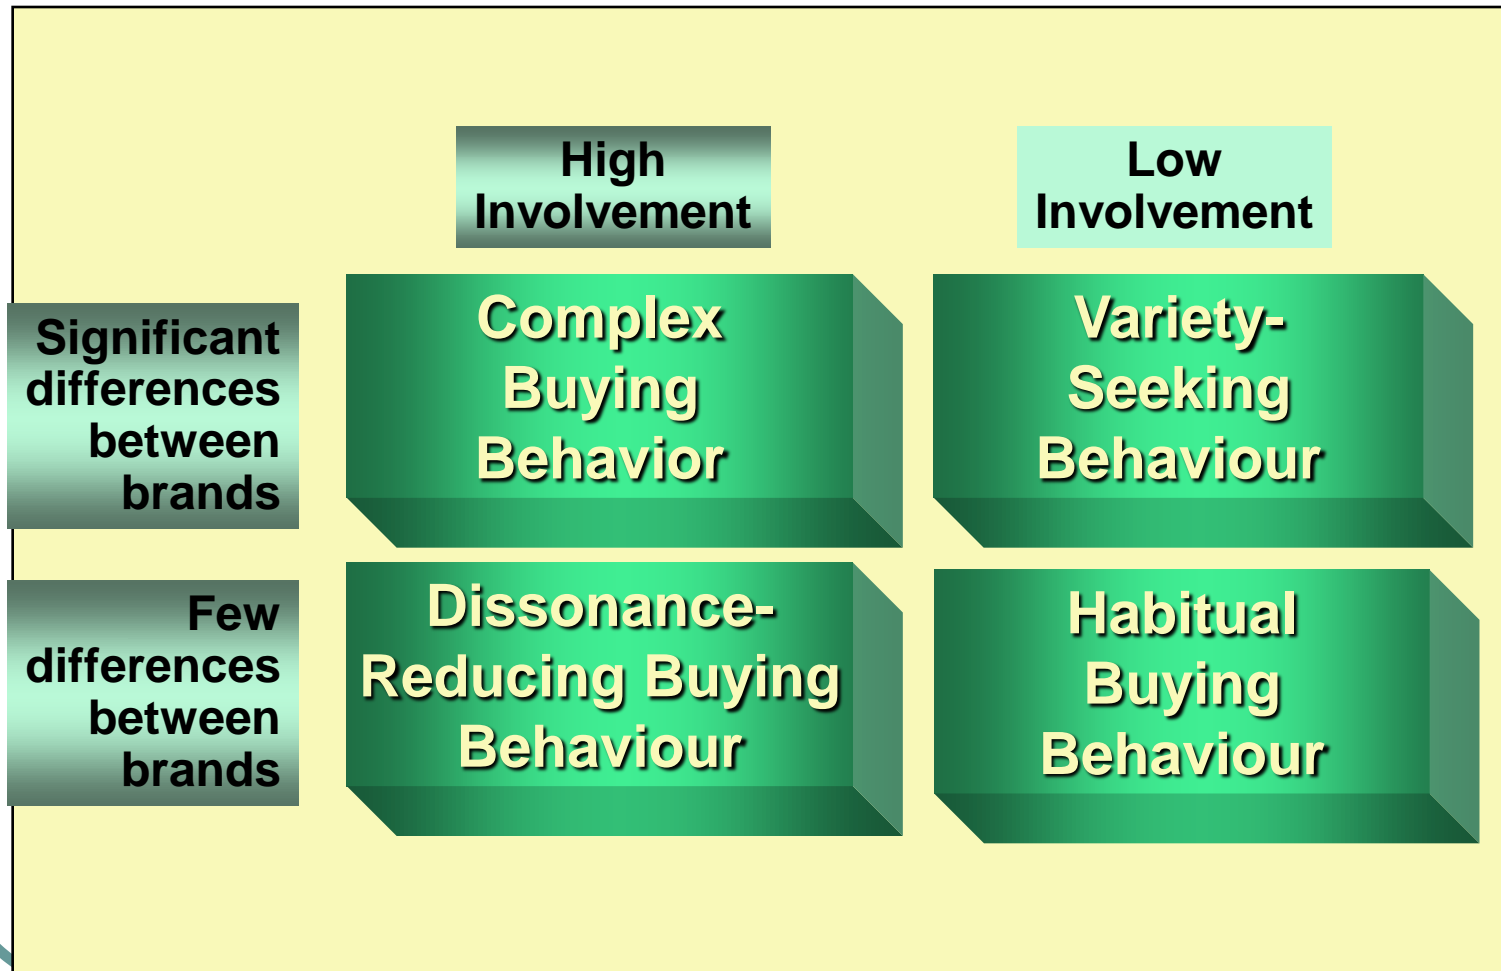 High
Involvement
Low
Involvement
Significant
differences
between
brands
Complex
Buying
Behavior
Variety-
Seeking
Behaviour
Few
differences
between
brands
Dissonance-
Reducing Buying
Behaviour
Habitual
Buying
Behaviour